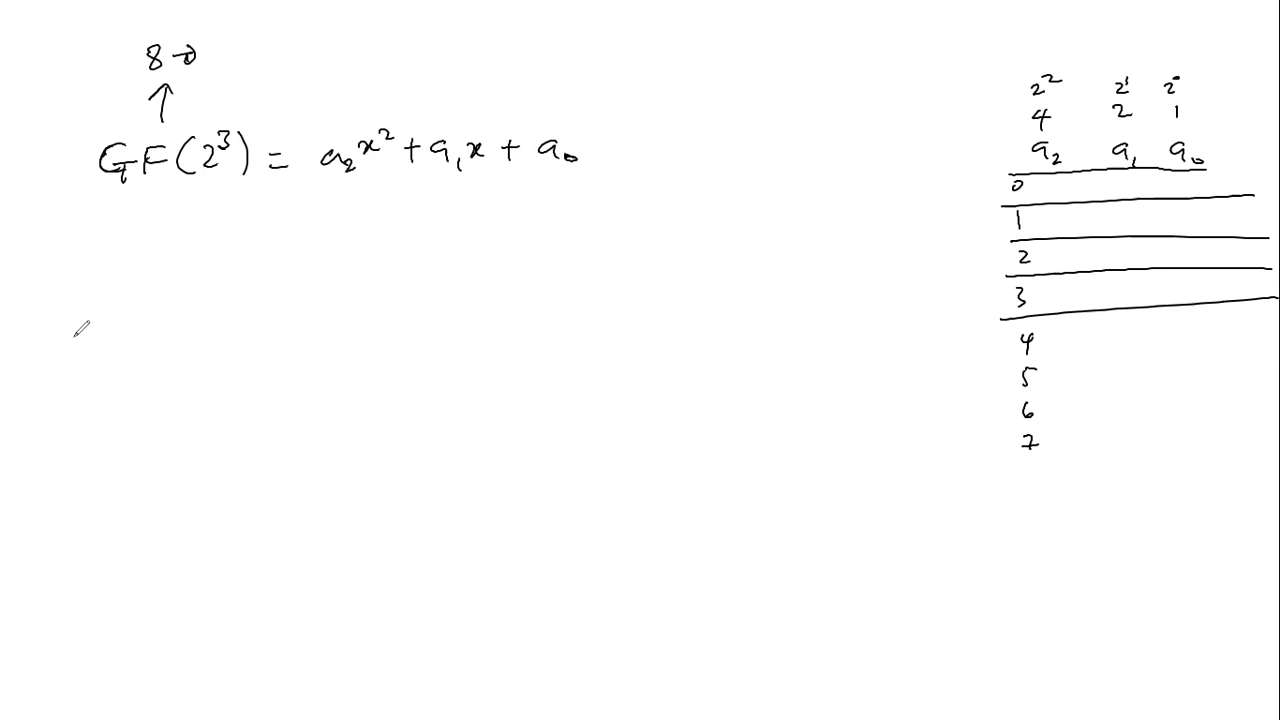 8 →
↑
GF(2³) = a₂x² + a₁x + a₀
2² 2¹ 2⁰
4 2 1
a₂ a₁ a₀
0
1
2
3
4
5
6
7